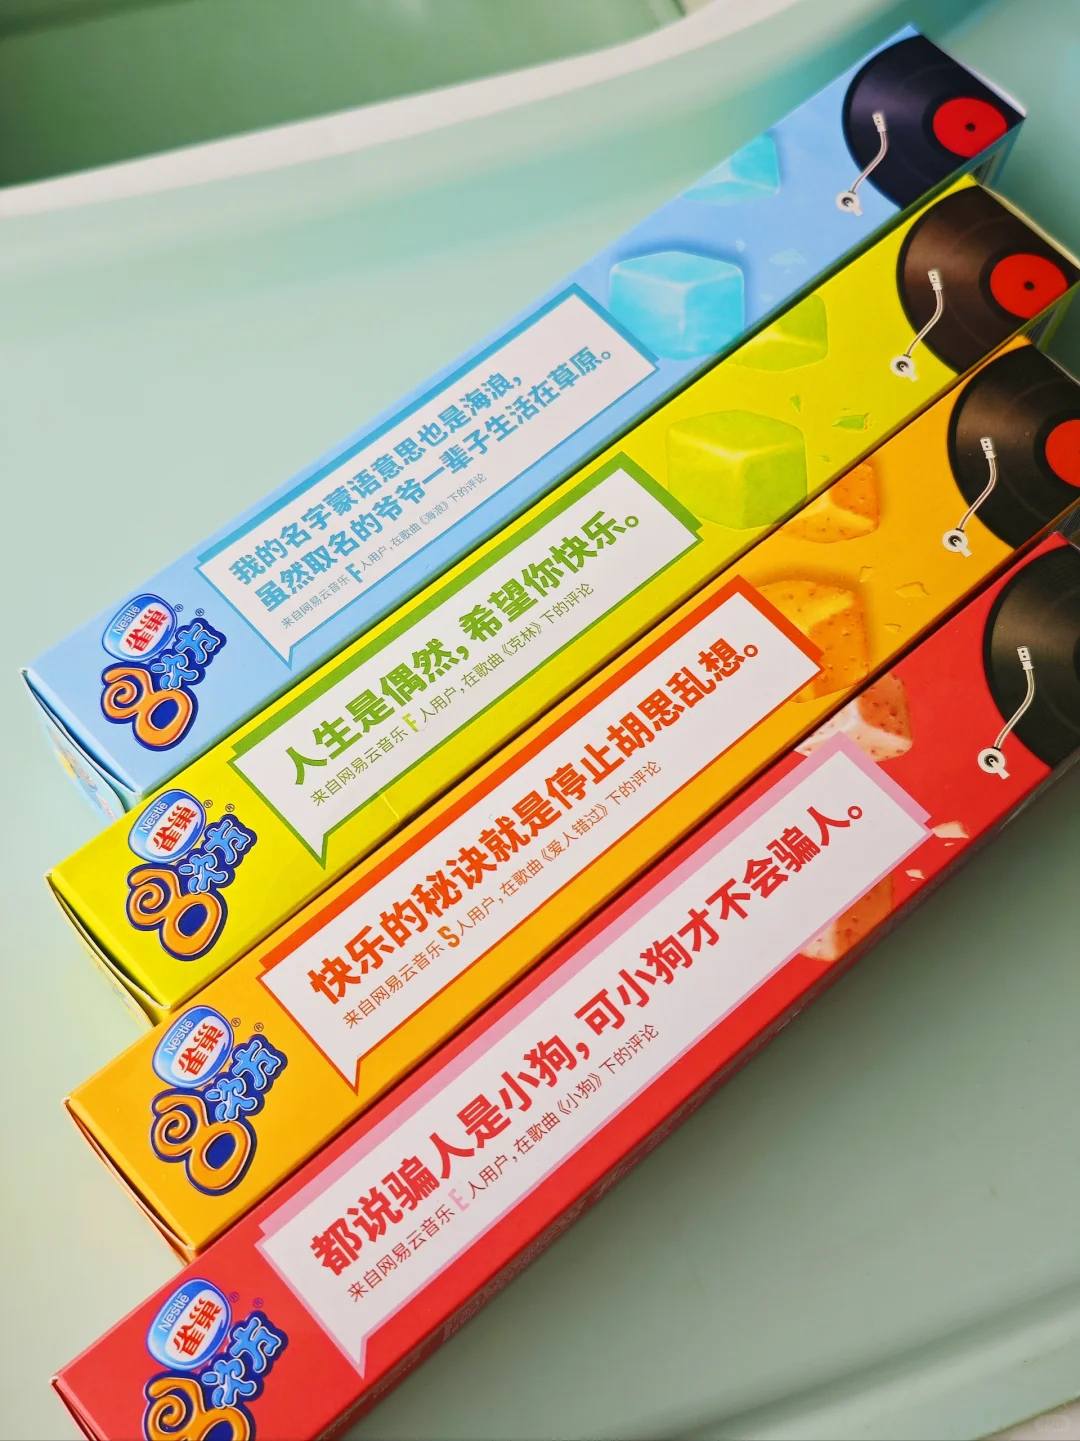 我的名字蒙语意思也是海浪，
虽然取名的爷爷一辈子生活在草原。
来自网易云音乐F人用户，在歌曲《海浪》下的评论
Nestlé®
雀巢
8次方®
人生是偶然，希望你快乐。
来自网易云音乐F人用户，在歌曲《克林》下的评论
Nestlé®
雀巢
8次方®
快乐的秘诀就是停止胡思乱想。
来自网易云音乐S人用户，在歌曲《爱人错过》下的评论
Nestlé®
雀巢
8次方®
都说骗人是小狗，可小狗才不会骗人。
来自网易云音乐E人用户，在歌曲《小狗》下的评论
Nestlé®
雀巢
8次方®